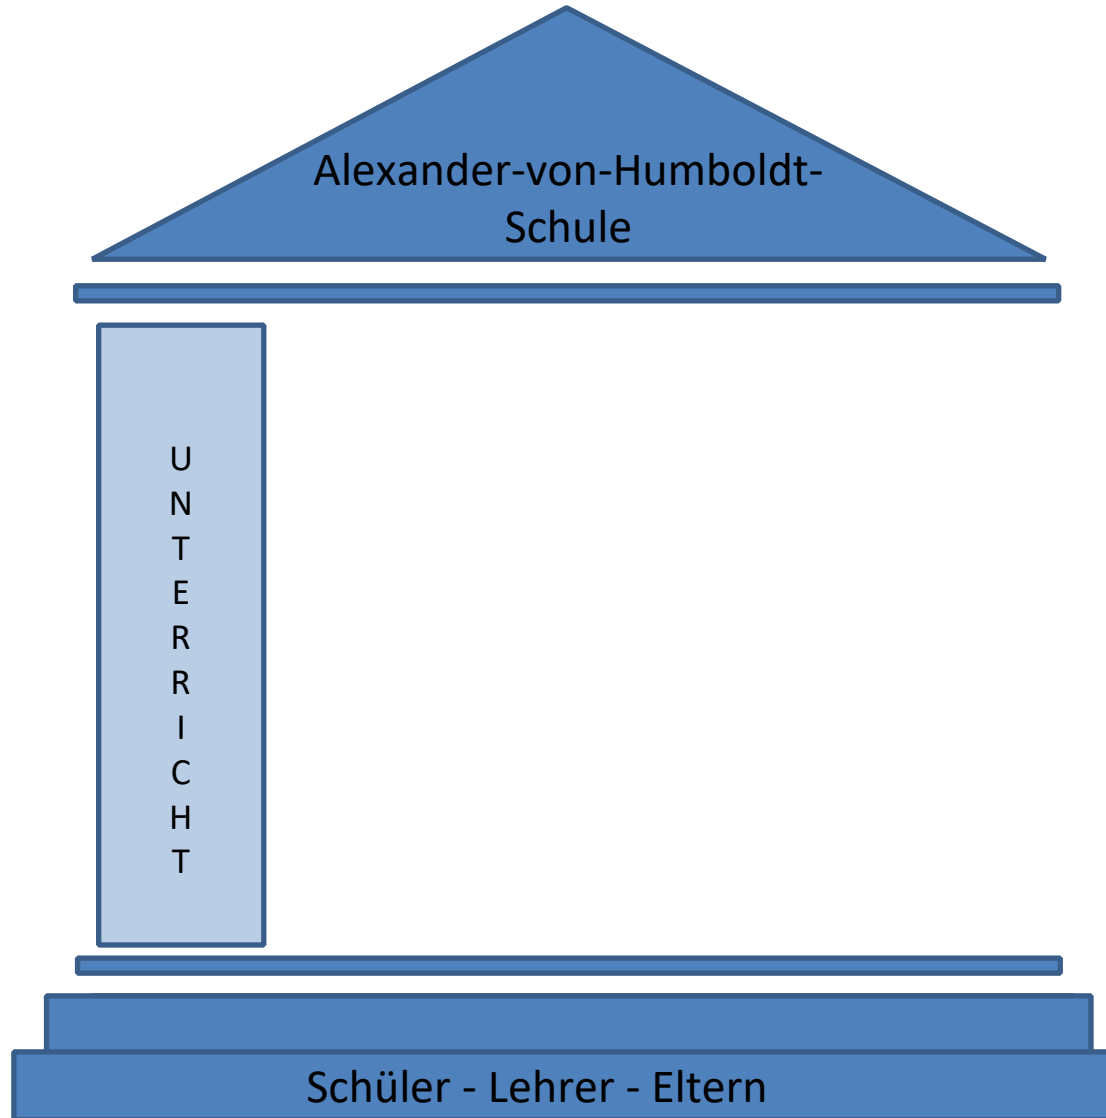 Alexander-von-Humboldt-
Schule
U
N
T
E
R
R
I
C
H
T
Schüler - Lehrer - Eltern